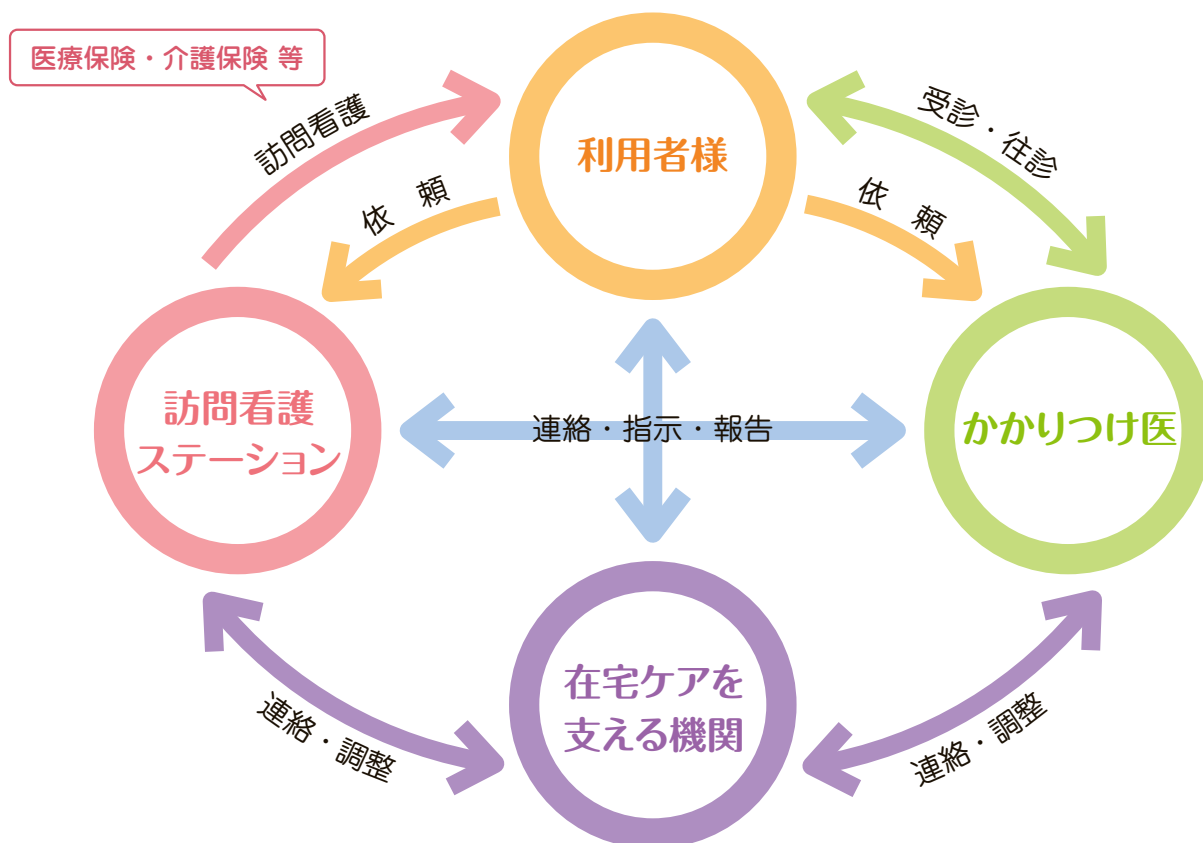 医療保険・介護保険 等
訪問看護
受診・往診
利用者様
依 頼
依 頼
訪問看護
ステーション
連絡・指示・報告
かかりつけ医
在宅ケアを
支える機関
連絡・調整
連絡・調整